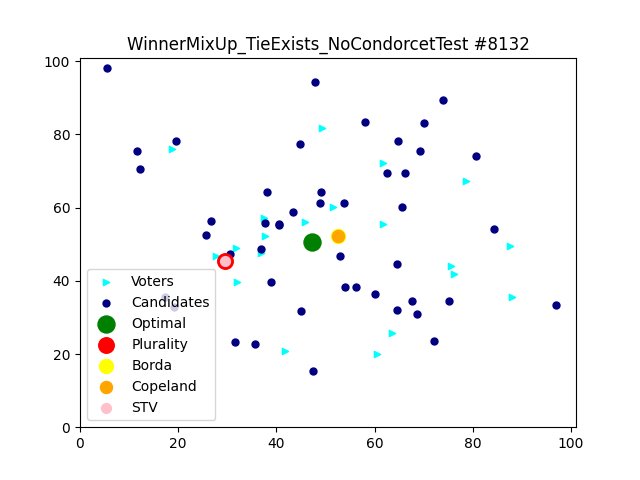 WinnerMixUp_TieExists_NoCondorcetTest #8132
100
80
60
40
20
0
Voters
Candidates
Optimal
Plurality
Borda
Copeland
STV
0 20 40 60 80 100